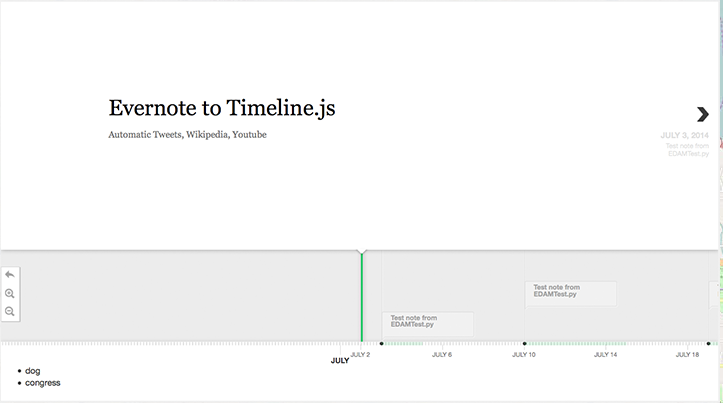 Evernote to Timeline.js
Automatic Tweets, Wikipedia, Youtube
JULY 3, 2014
Test note from
EDAMTest.py
Test note from
EDAMTest.py
Test note from
EDAMTest.py
JULY
JULY 2
JULY 6
JULY 10
JULY 14
JULY 18
dog
congress